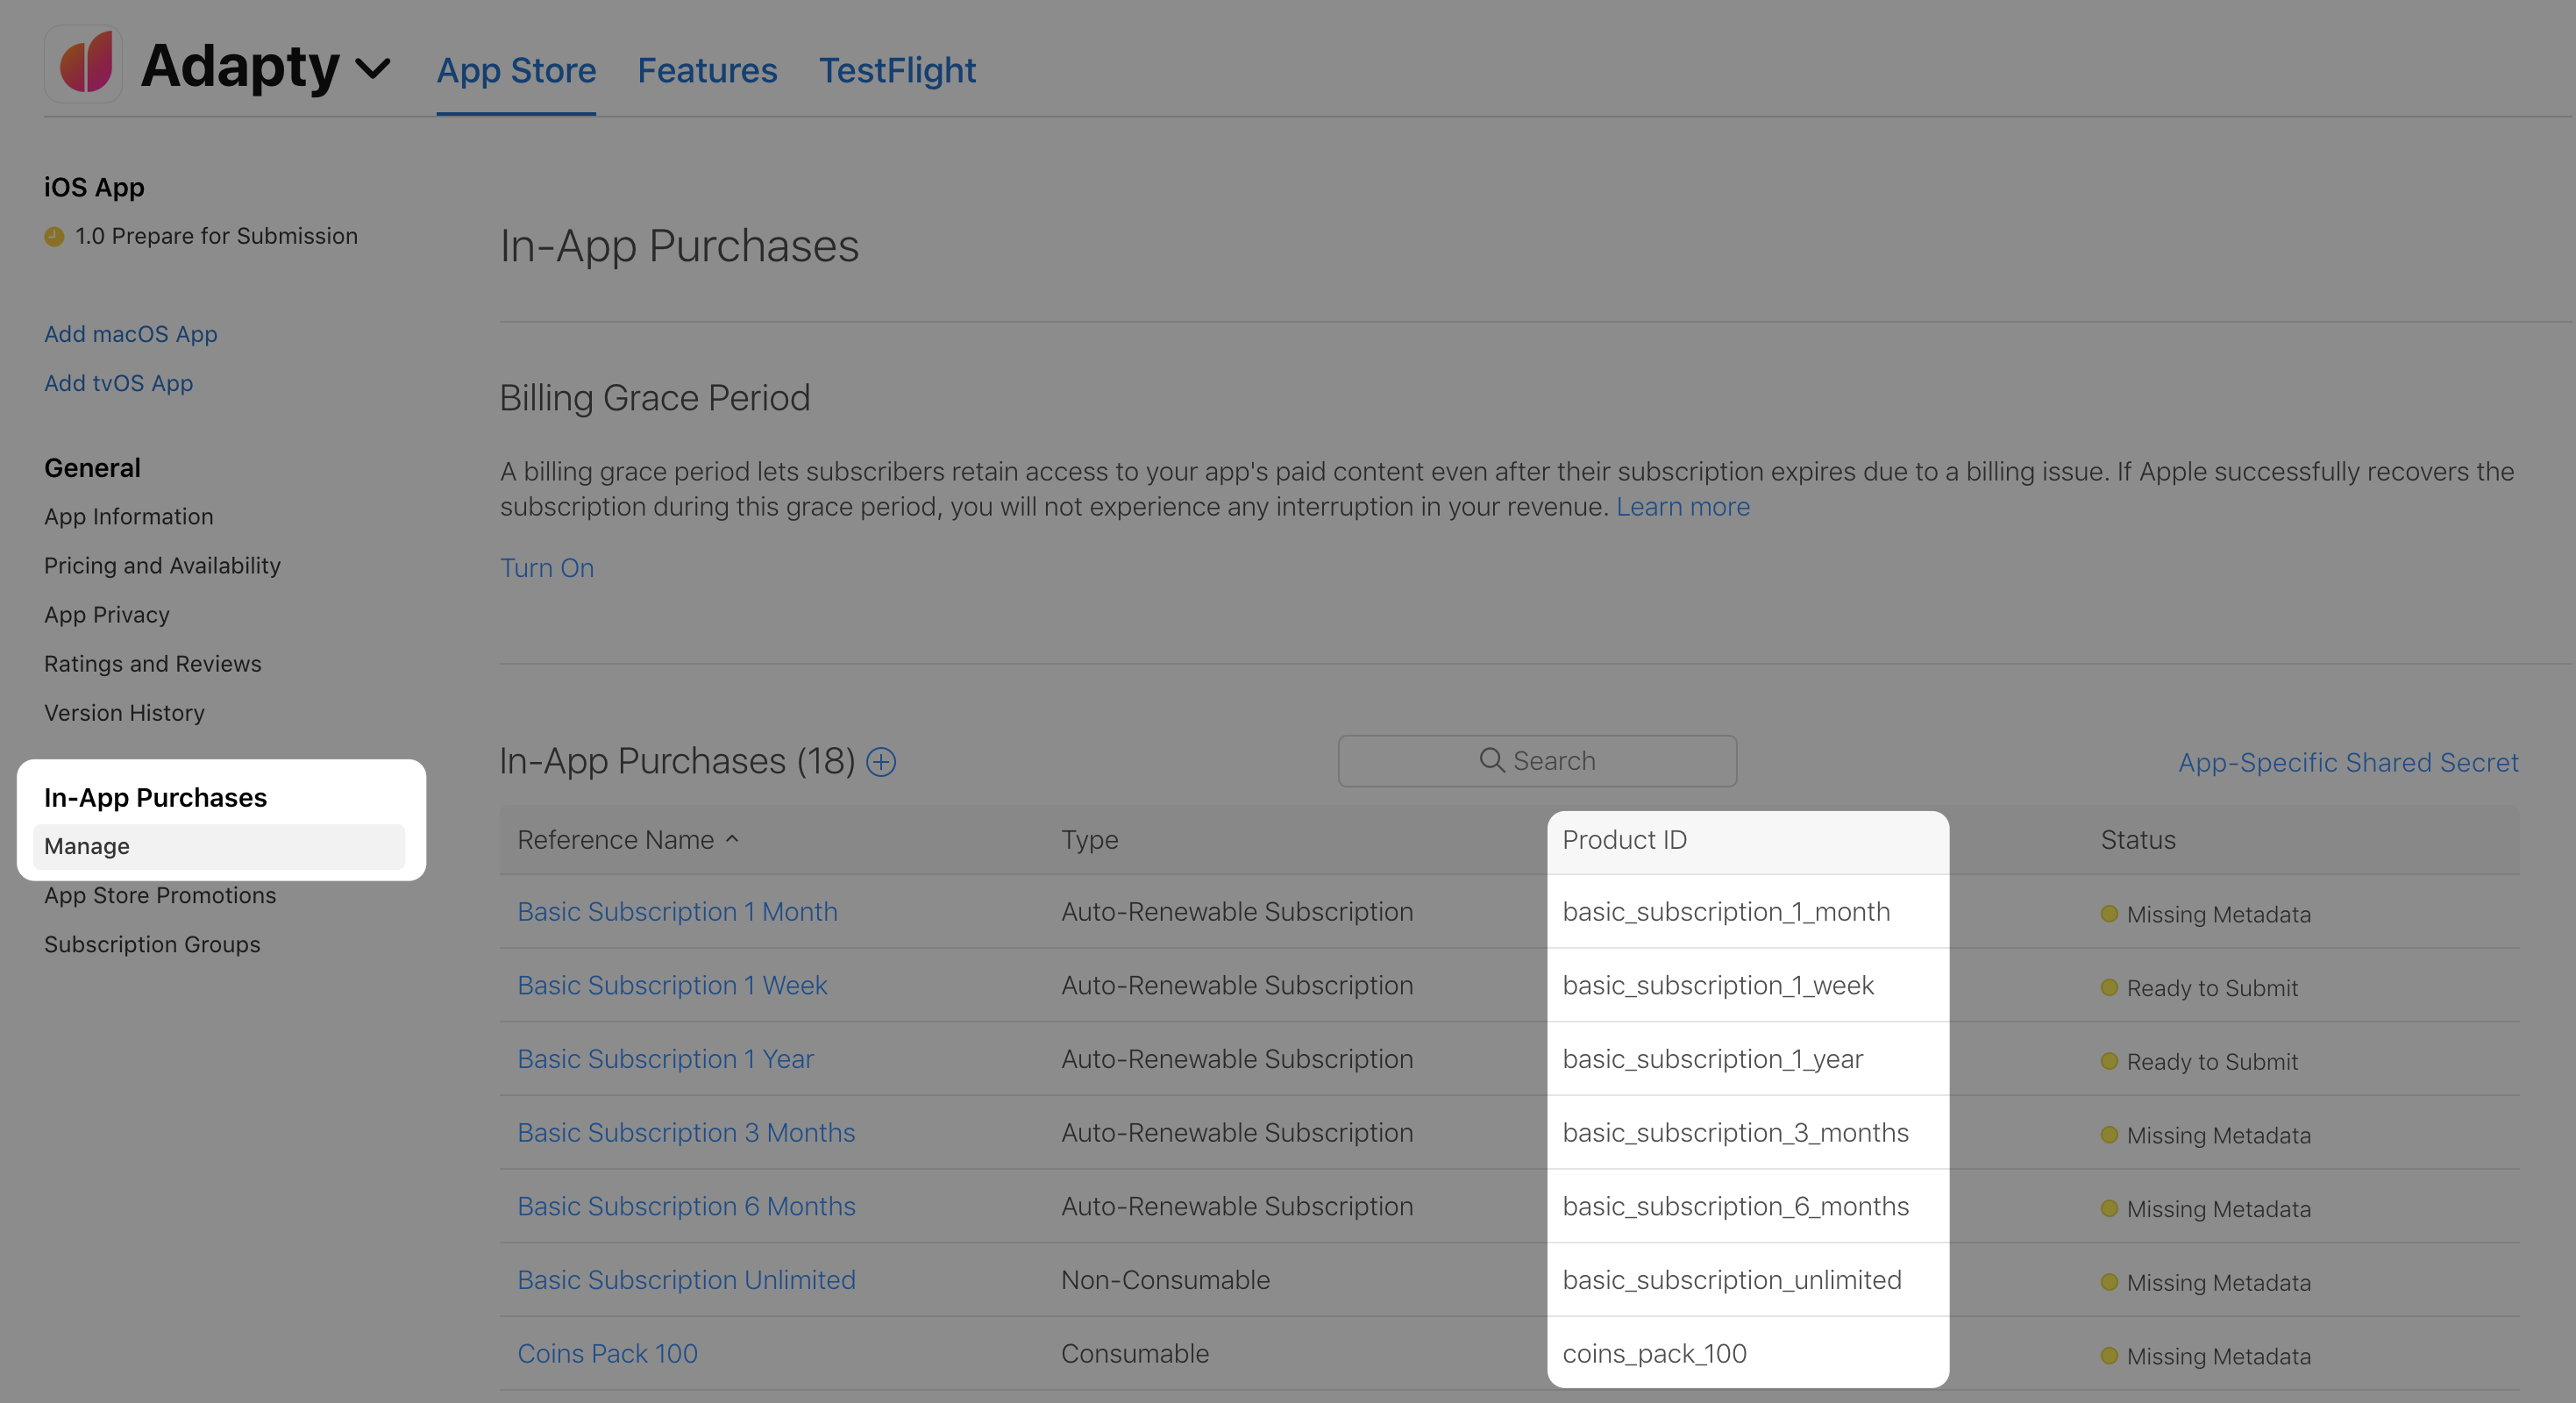 Adapty
App Store Features TestFlight
iOS App
1.0 Prepare for Submission
Add macOS App
Add tvOS App
General
App Information
Pricing and Availability
App Privacy
Ratings and Reviews
Version History
In-App Purchases
Manage
App Store Promotions
Subscription Groups
In-App Purchases
Billing Grace Period
A billing grace period lets subscribers retain access to your app's paid content even after their subscription expires due to a billing issue. If Apple successfully recovers the
subscription during this grace period, you will not experience any interruption in your revenue. Learn more
Turn On
In-App Purchases (18) Search App-Specific Shared Secret
Reference Name Type Product ID Status
Basic Subscription 1 Month Auto-Renewable Subscription basic_subscription_1_month Missing Metadata
Basic Subscription 1 Week Auto-Renewable Subscription basic_subscription_1_week Ready to Submit
Basic Subscription 1 Year Auto-Renewable Subscription basic_subscription_1_year Ready to Submit
Basic Subscription 3 Months Auto-Renewable Subscription basic_subscription_3_months Missing Metadata
Basic Subscription 6 Months Auto-Renewable Subscription basic_subscription_6_months Missing Metadata
Basic Subscription Unlimited Non-Consumable basic_subscription_unlimited Missing Metadata
Coins Pack 100 Consumable coins_pack_100 Missing Metadata